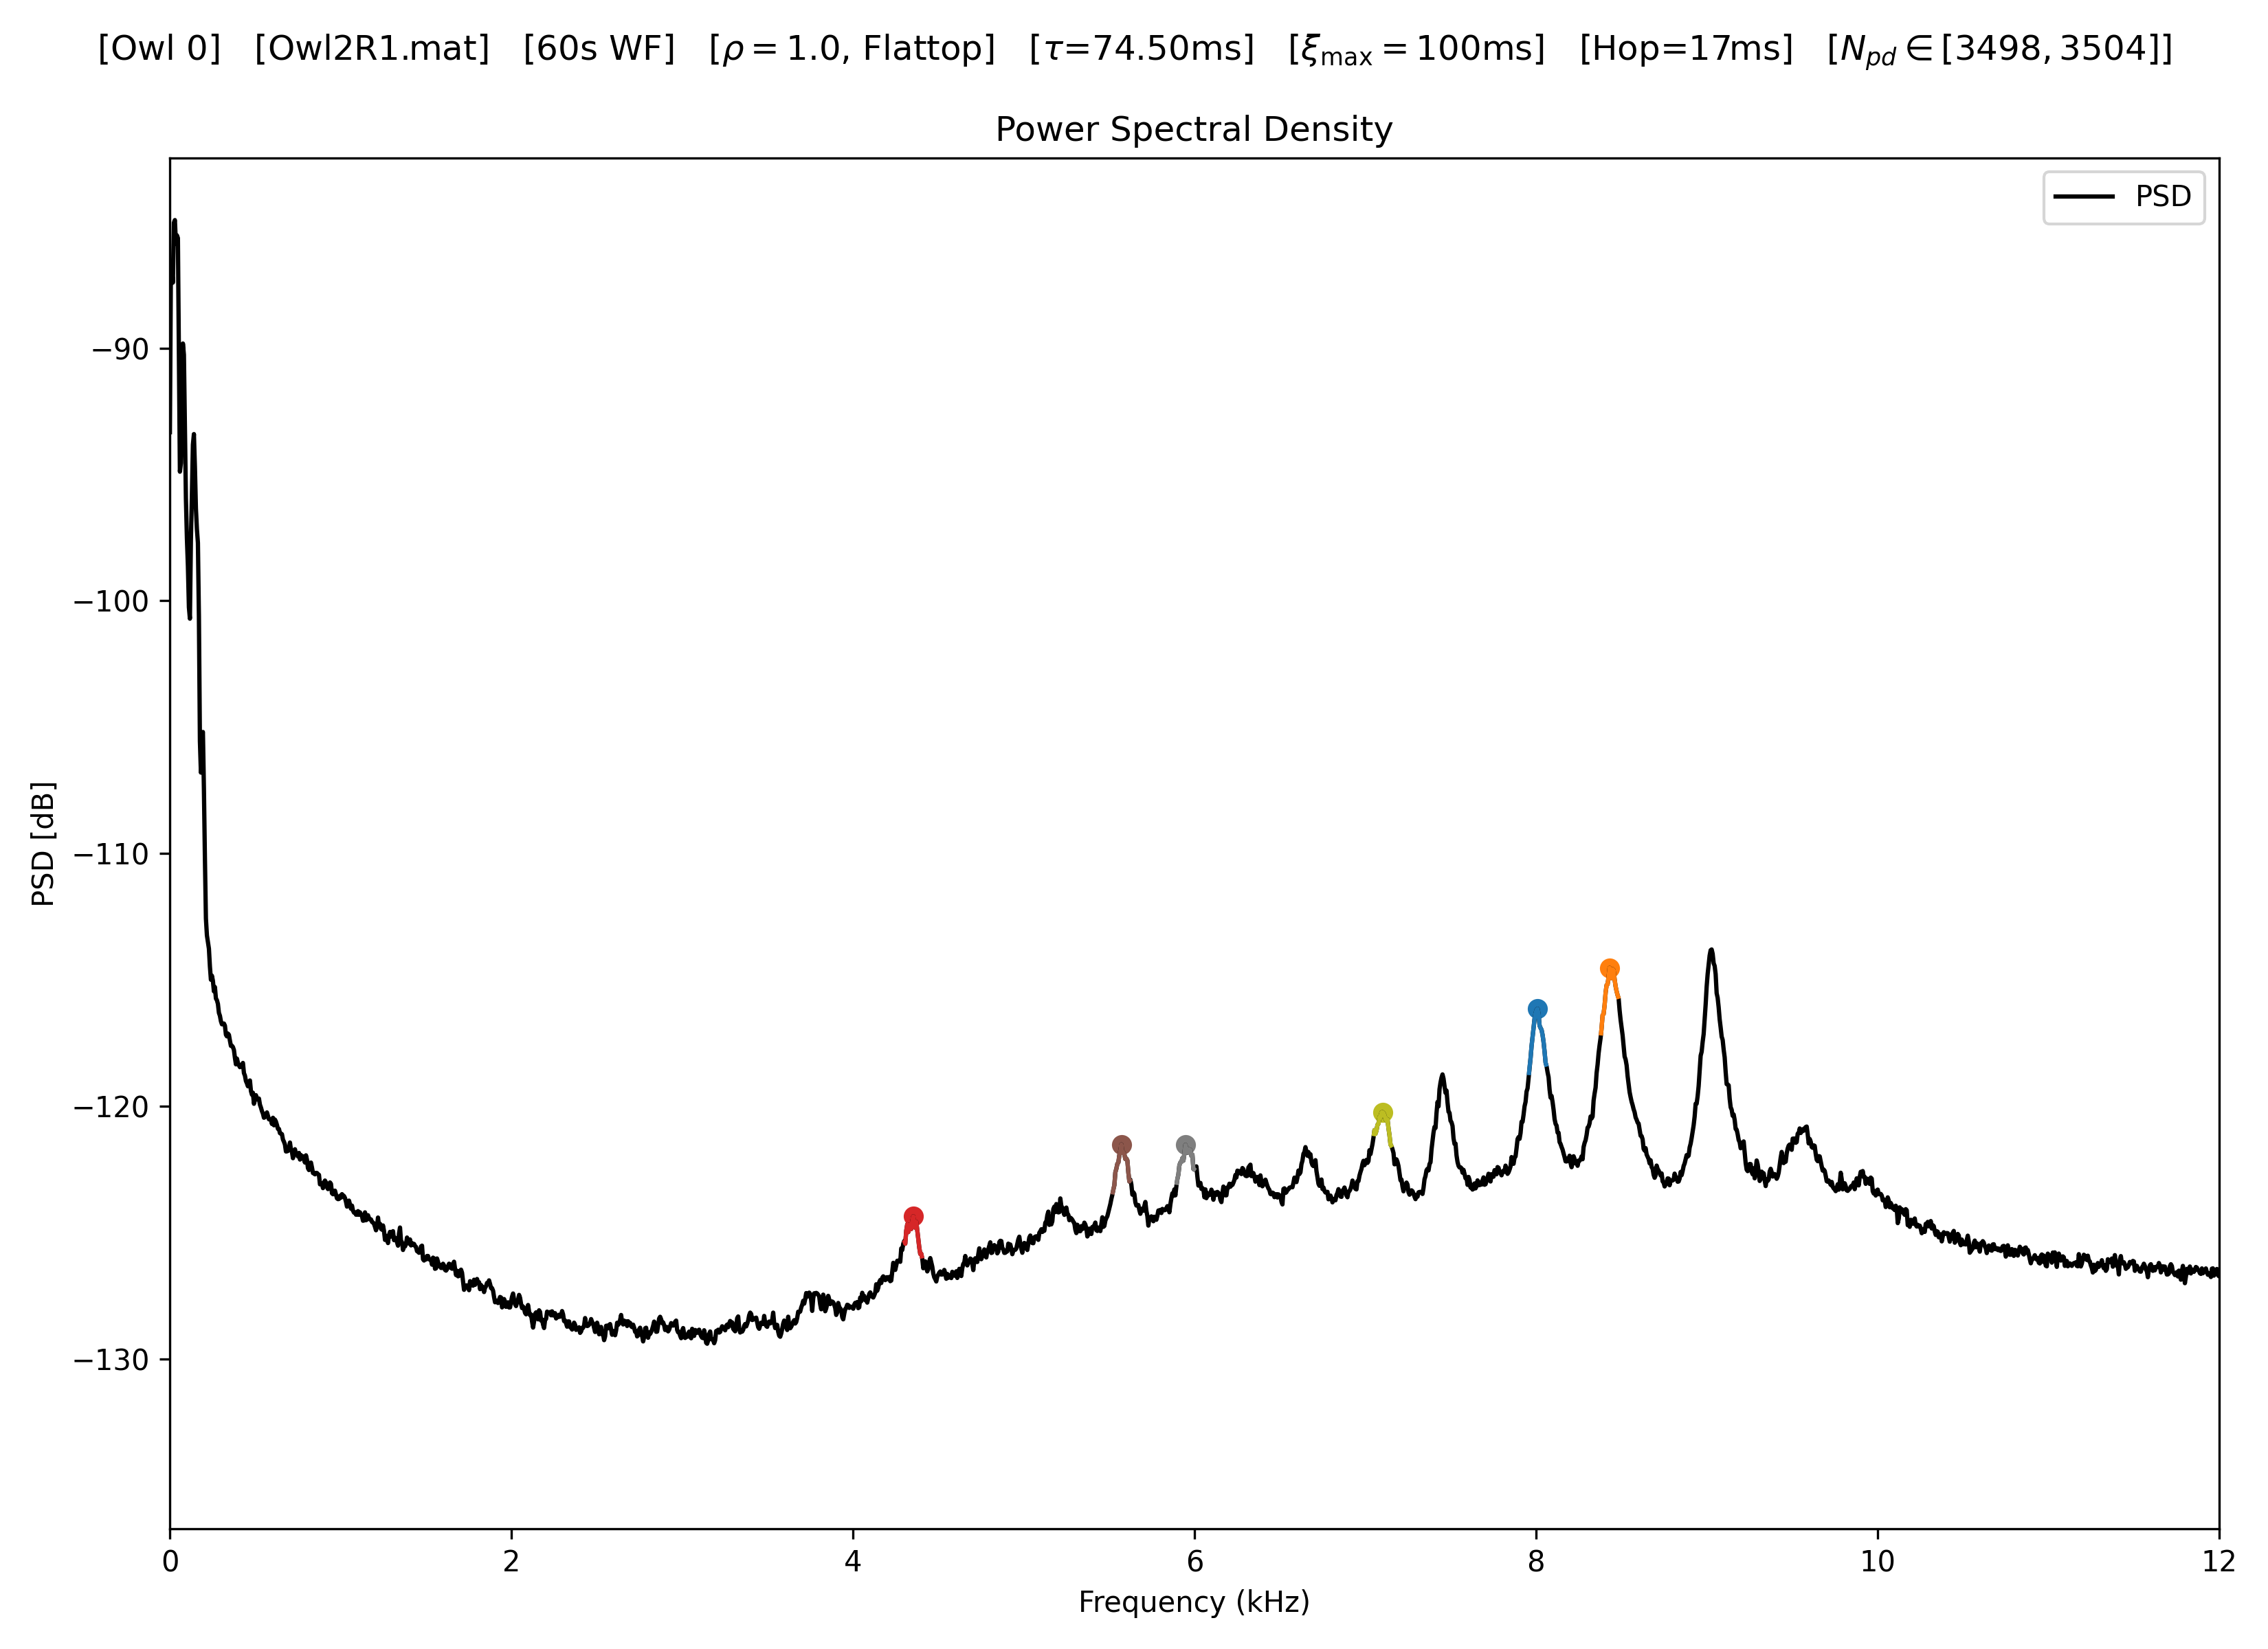 [Owl 0] [Owl2R1.mat] [60s WF] [ρ = 1.0, Flattop] [τ=74.50ms] [ξmax = 100ms] [Hop=17ms] [Npd ∈ [3498, 3504]]
Power Spectral Density
PSD
PSD [dB]
−90
−100
−110
−120
−130
0 2 4 6 8 10 12
Frequency (kHz)